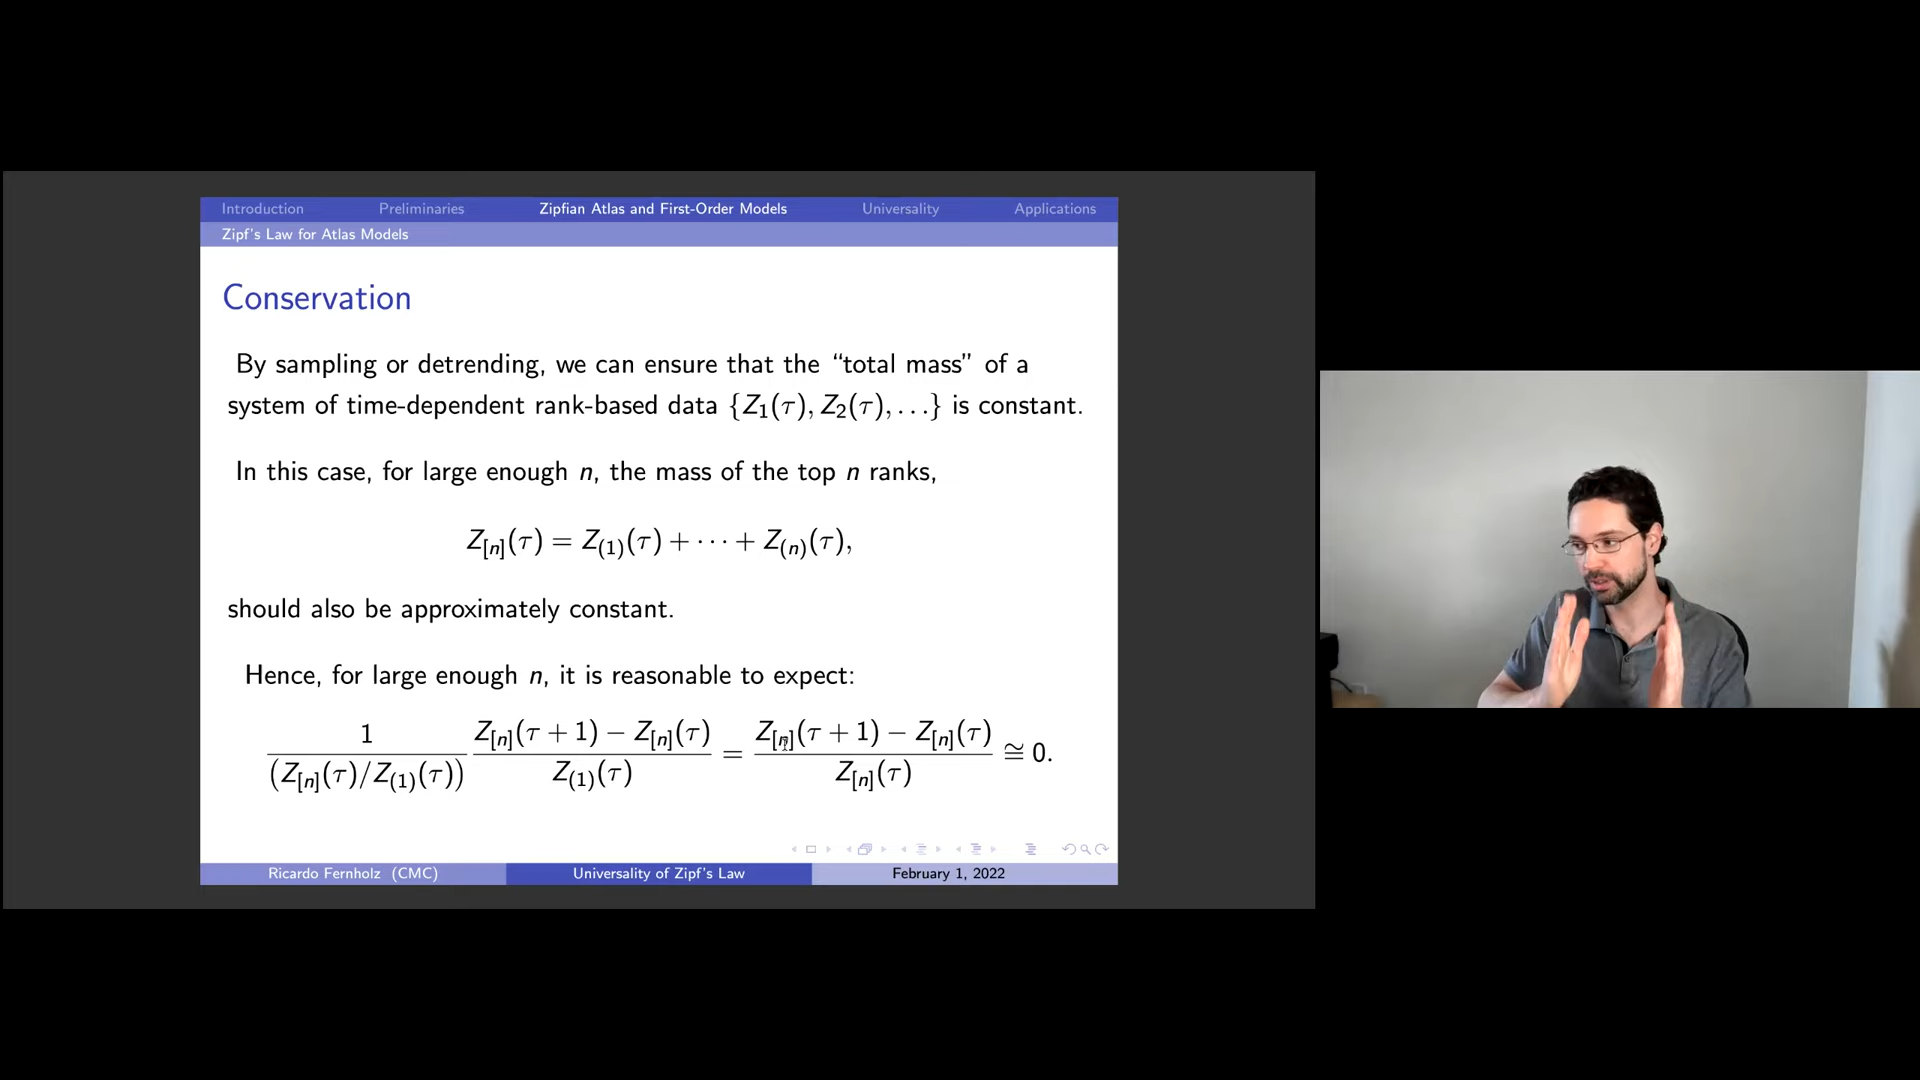 Introduction Preliminaries Zipfian Atlas and First-Order Models Universality Applications
Zipf's Law for Atlas Models
Conservation
By sampling or detrending, we can ensure that the “total mass” of a
system of time-dependent rank-based data {Z₁(τ), Z₂(τ), . . .} is constant.
In this case, for large enough n, the mass of the top n ranks,
Z[n](τ) = Z(1)(τ) + · · · + Z(n)(τ),
should also be approximately constant.
Hence, for large enough n, it is reasonable to expect:
1 / (Z[n](τ)/Z(1)(τ)) (Z[n](τ + 1) − Z[n](τ)) / Z(1)(τ) = (Z[n](τ + 1) − Z[n](τ)) / Z[n](τ) ≅ 0.
Ricardo Fernholz (CMC) Universality of Zipf's Law February 1, 2022